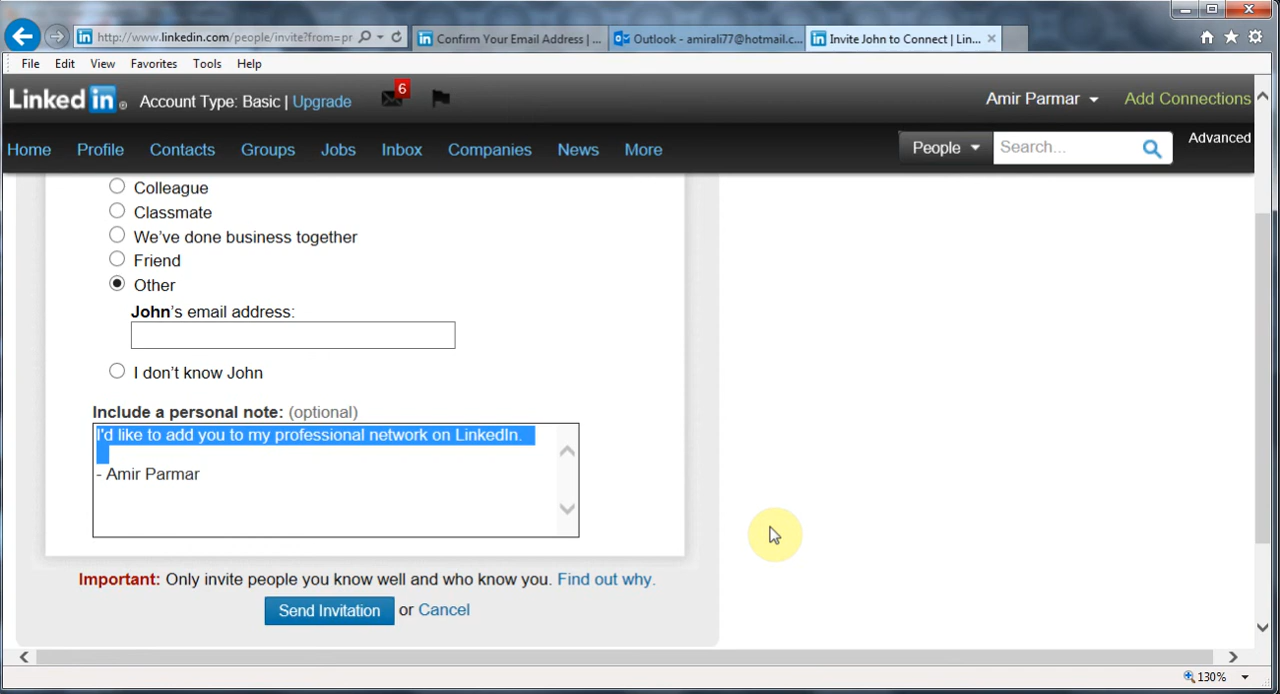 http://www.linkedin.com/people/invite?from=pr
Confirm Your Email Address | ...
Outlook - amirali77@hotmail.c...
Invite John to Connect | Lin...
File Edit View Favorites Tools Help
Linked in® Account Type: Basic | Upgrade 6 Amir Parmar Add Connections
Home Profile Contacts Groups Jobs Inbox Companies News More People Search... Advanced
Colleague
Classmate
We've done business together
Friend
Other
John's email address:
I don't know John
Include a personal note: (optional)
I'd like to add you to my professional network on LinkedIn.
- Amir Parmar
Important: Only invite people you know well and who know you. Find out why.
Send Invitation or Cancel
130%